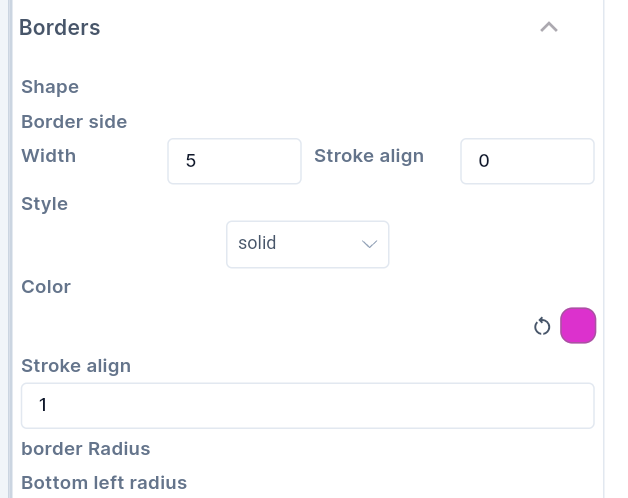 Borders
Shape
Border side
Width 5 Stroke align 0
Style
solid
Color
Stroke align
1
border Radius
Bottom left radius